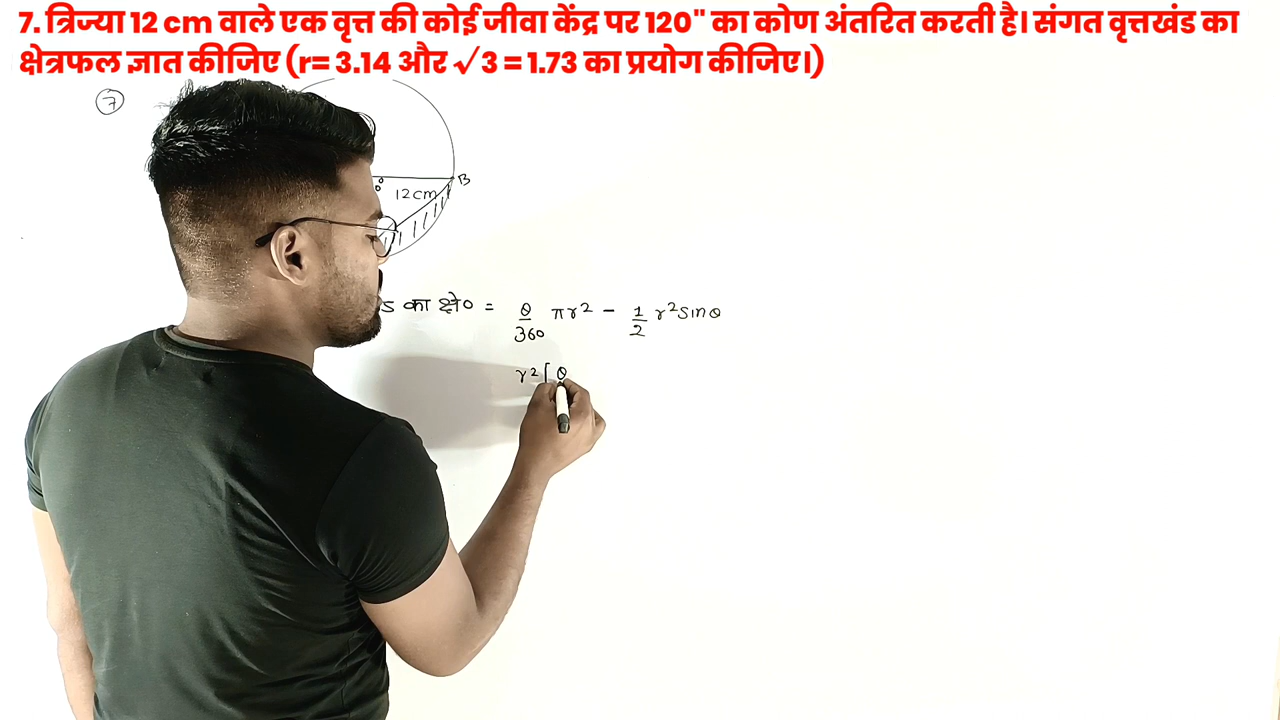 7. त्रिज्या 12 cm वाले एक वृत्त की कोई जीवा केंद्र पर 120" का कोण अंतरित करती है। संगत वृत्तखंड का
क्षेत्रफल ज्ञात कीजिए (r= 3.14 और √3 = 1.73 का प्रयोग कीजिए।)
7
B
12cm
का क्षे० = θ/360 πr² - 1/2 r²sinθ
r²[θ